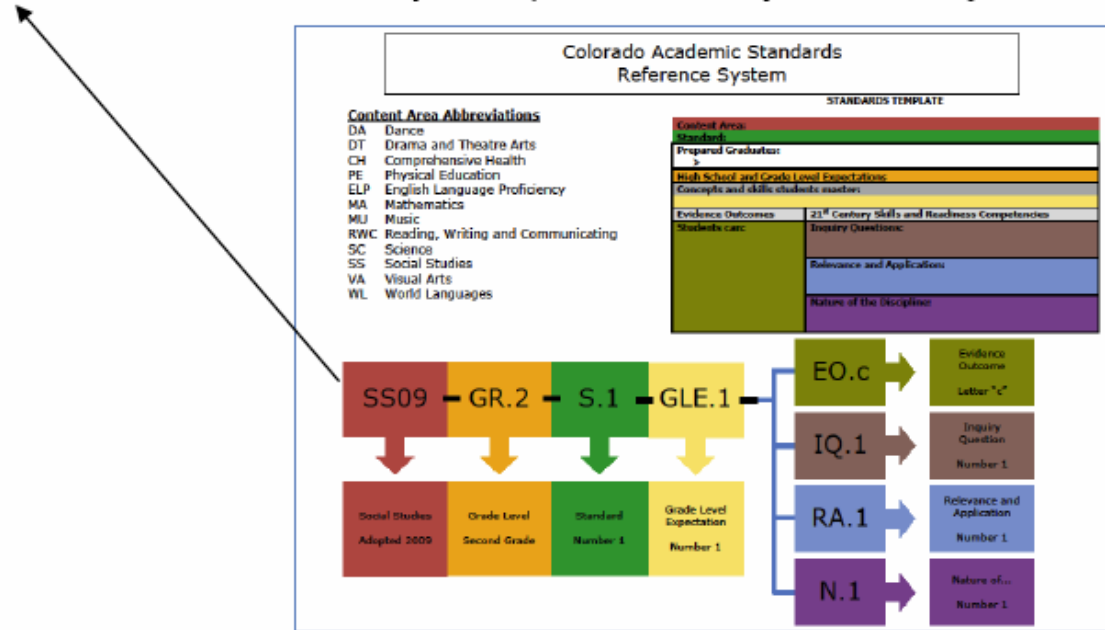 Colorado Academic Standards
Reference System
STANDARDS TEMPLATE
Content Area Abbreviations
DA Dance
DT Drama and Theatre Arts
CH Comprehensive Health
PE Physical Education
ELP English Language Proficiency
MA Mathematics
MU Music
RWC Reading, Writing and Communicating
SC Science
SS Social Studies
VA Visual Arts
WL World Languages
Content Area:
Standard:
Prepared Graduates:
>
High School and Grade Level Expectations
Concepts and skills students master:
Evidence Outcomes 21st Century Skills and Readiness Competencies
Students can: Inquiry Questions:
Relevance and Application:
Nature of the Discipline:
SS09 - GR.2 - S.1 - GLE.1
Social Studies
Adopted 2009
Grade Level
Second Grade
Standard
Number 1
Grade Level
Expectation
Number 1
EO.c
Evidence
Outcome
Letter "c"
IQ.1
Inquiry
Question
Number 1
RA.1
Relevance and
Application
Number 1
N.1
Nature of...
Number 1